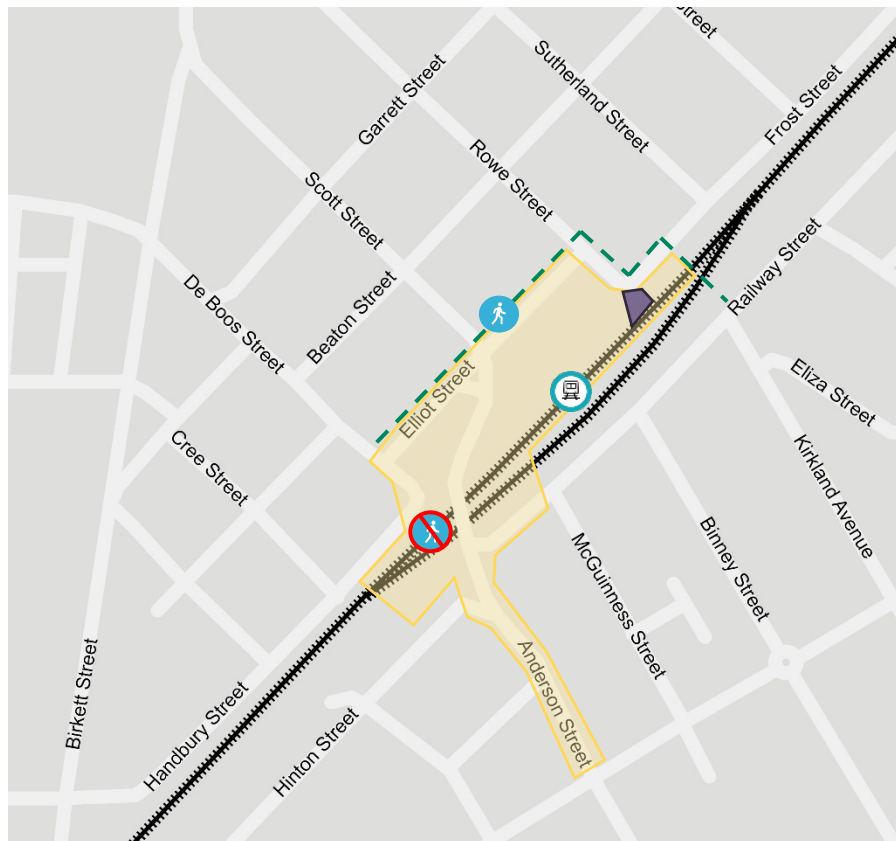 Street
Sutherland Street
Frost Street
Garrett Street
Rowe Street
Scott Street
Railway Street
De Boos Street
Beaton Street
Elliot Street
Eliza Street
Cree Street
Kirkland Avenue
Binney Street
McGuinness Street
Anderson Street
Birkett Street
Handbury Street
Hinton Street